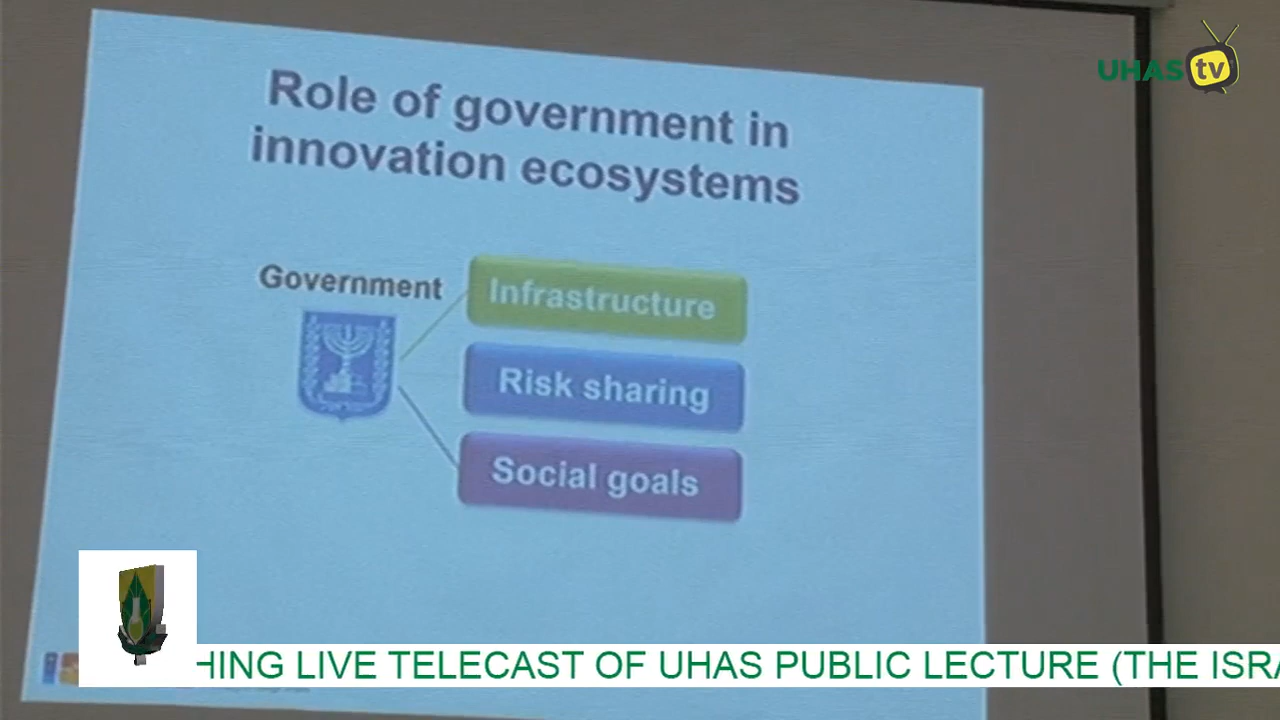 UHAS tv
Role of government in
innovation ecosystems
Government
Infrastructure
Risk sharing
Social goals
HING LIVE TELECAST OF UHAS PUBLIC LECTURE (THE ISRA